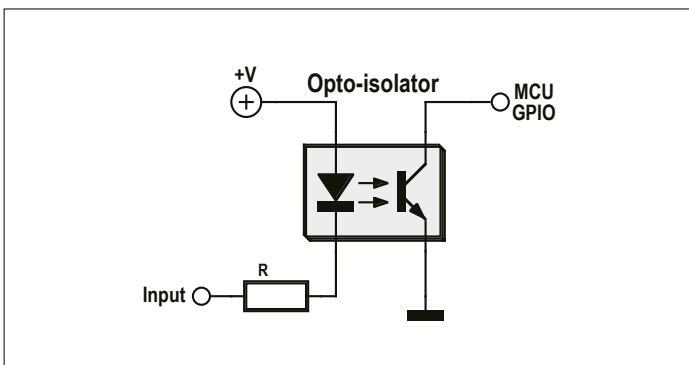 +V
Opto-isolator
MCU
GPIO
R
Input